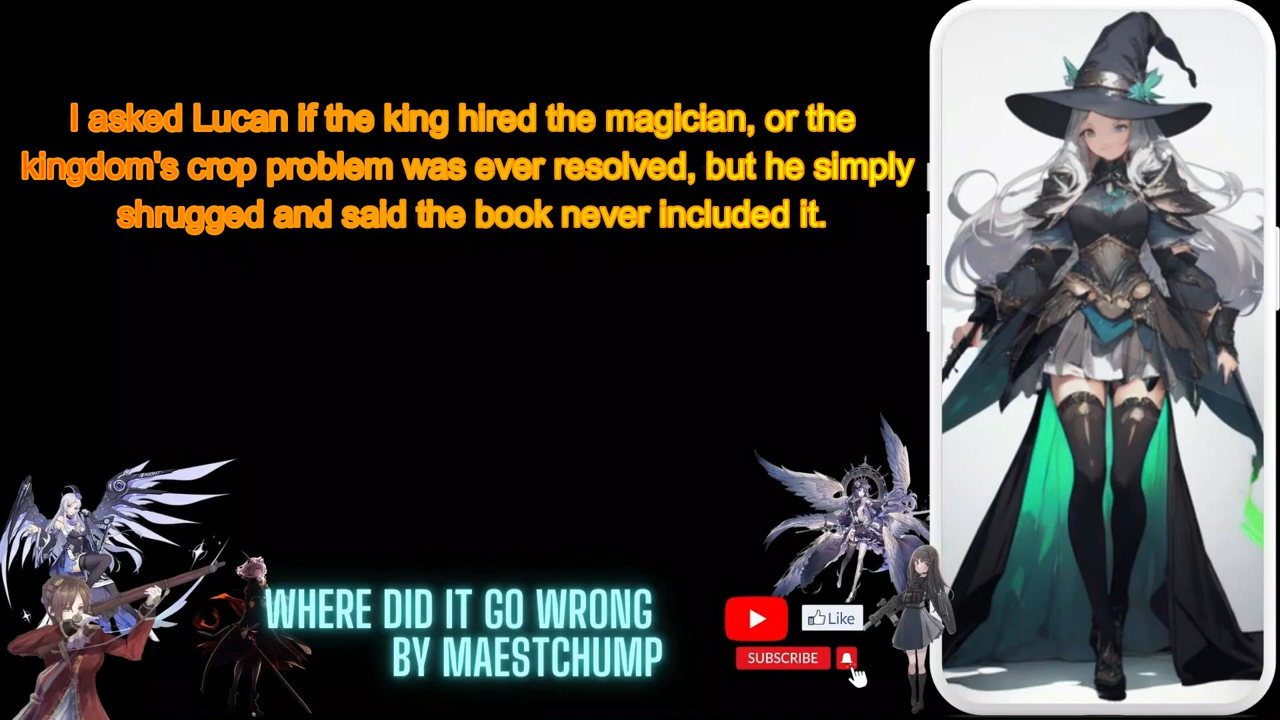 I asked Lucan if the king hired the magician, or the
kingdom's crop problem was ever resolved, but he simply
shrugged and said the book never included it.
WHERE DID IT GO WRONG
BY MAESTCHUMP
Like
SUBSCRIBE